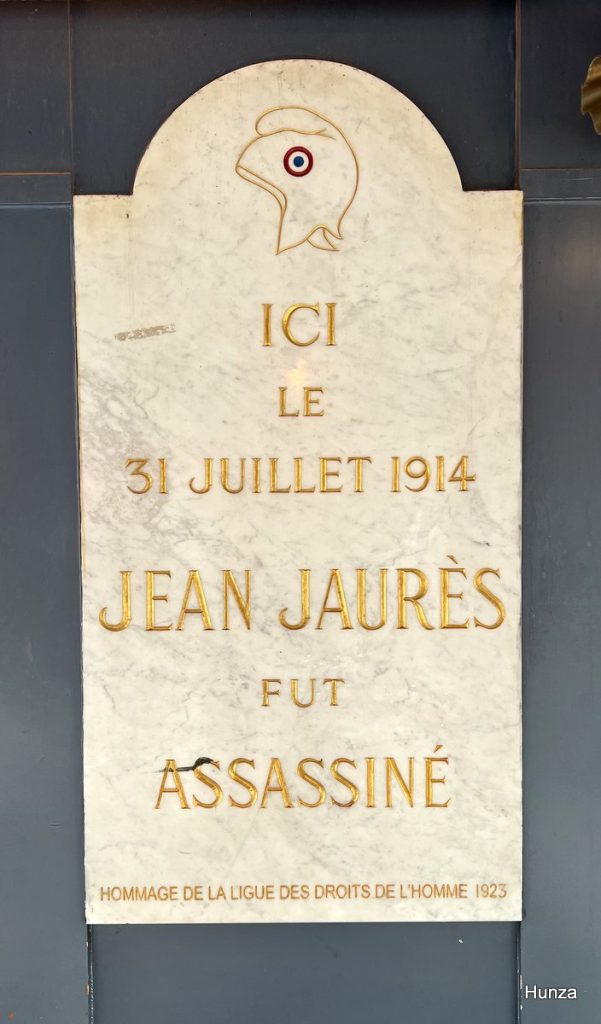 ICI
LE
31 JUILLET 1914
JEAN JAURÈS
FUT
ASSASSINÉ
HOMMAGE DE LA LIGUE DES DROITS DE L'HOMME 1923
Hunza